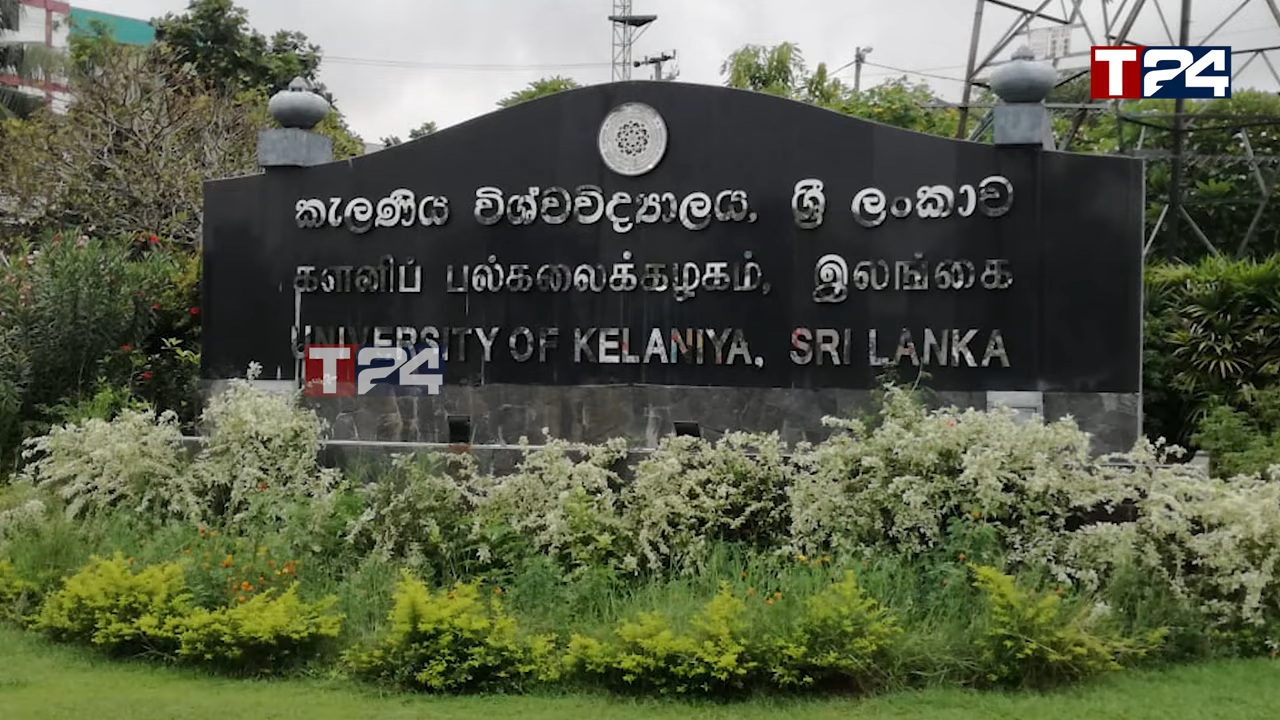 T24
කැලණිය විශ්වවිද්‍යාලය, ශ්‍රී ලංකාව
களனிப் பல்கலைக்கழகம், இலங்கை
UNIVERSITY OF KELANIYA, SRI LANKA
T24